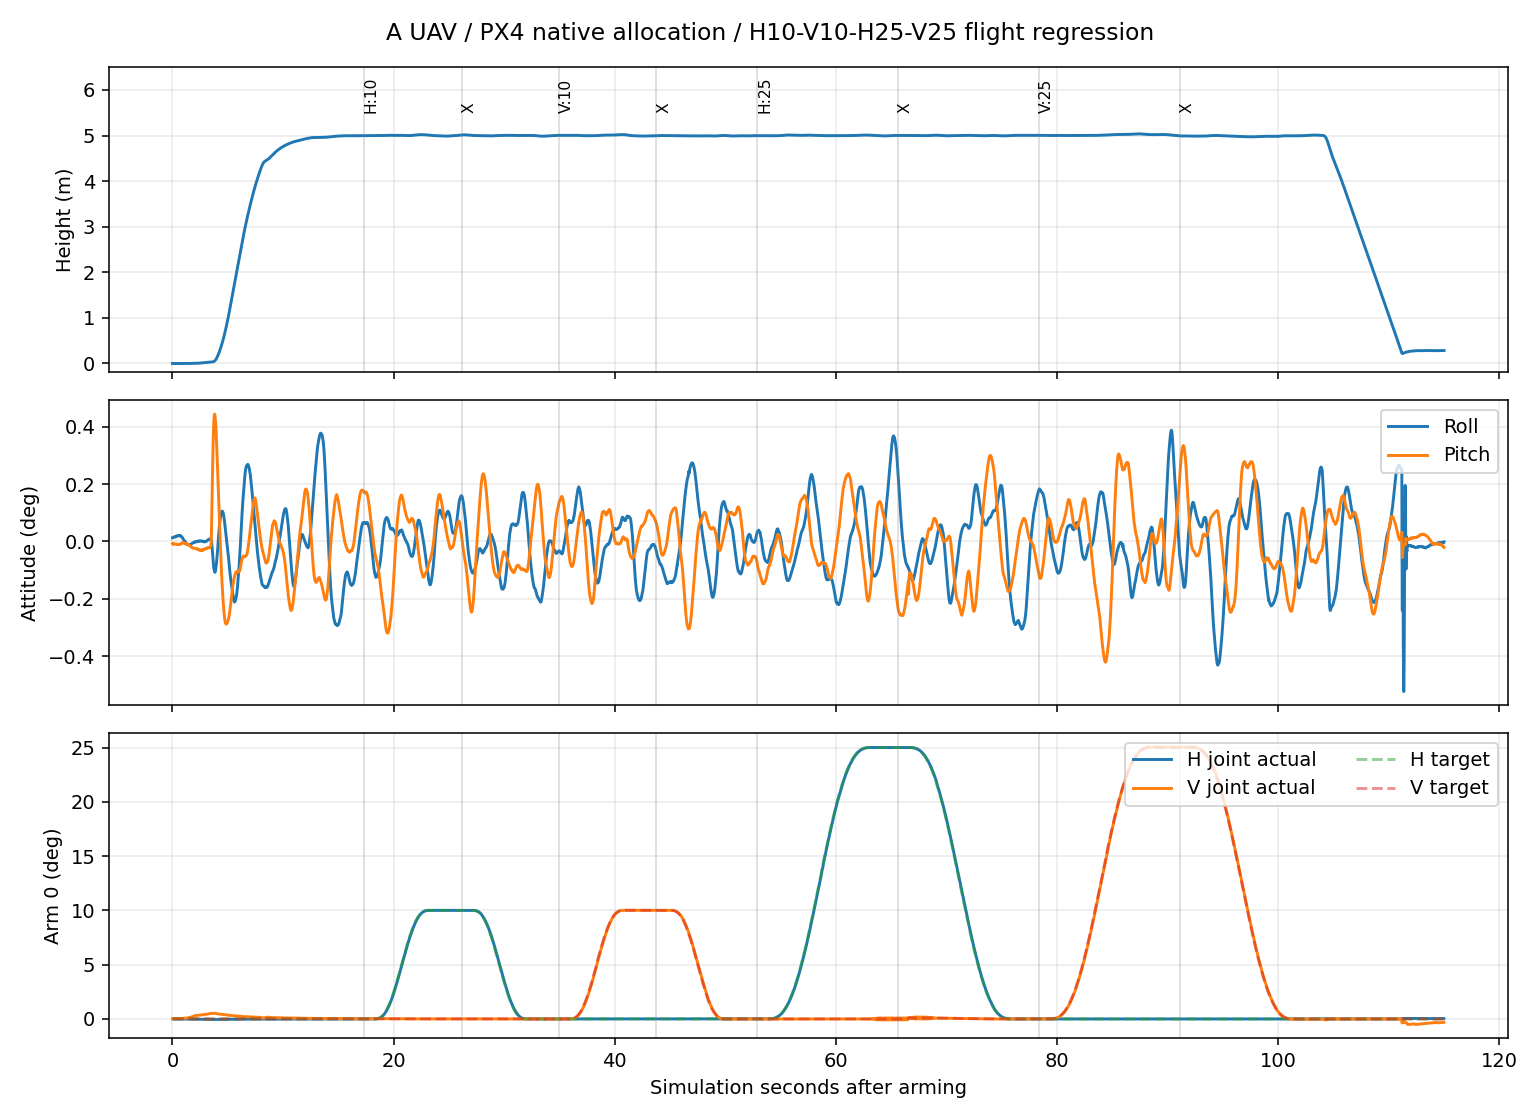 A UAV / PX4 native allocation / H10-V10-H25-V25 flight regression
Height (m)
6
5
4
3
2
1
0
H:10
X
V:10
X
H:25
X
V:25
X
Attitude (deg)
0.4
0.2
0.0
−0.2
−0.4
Roll
Pitch
Arm 0 (deg)
25
20
15
10
5
0
H joint actual
V joint actual
H target
V target
0 20 40 60 80 100 120
Simulation seconds after arming